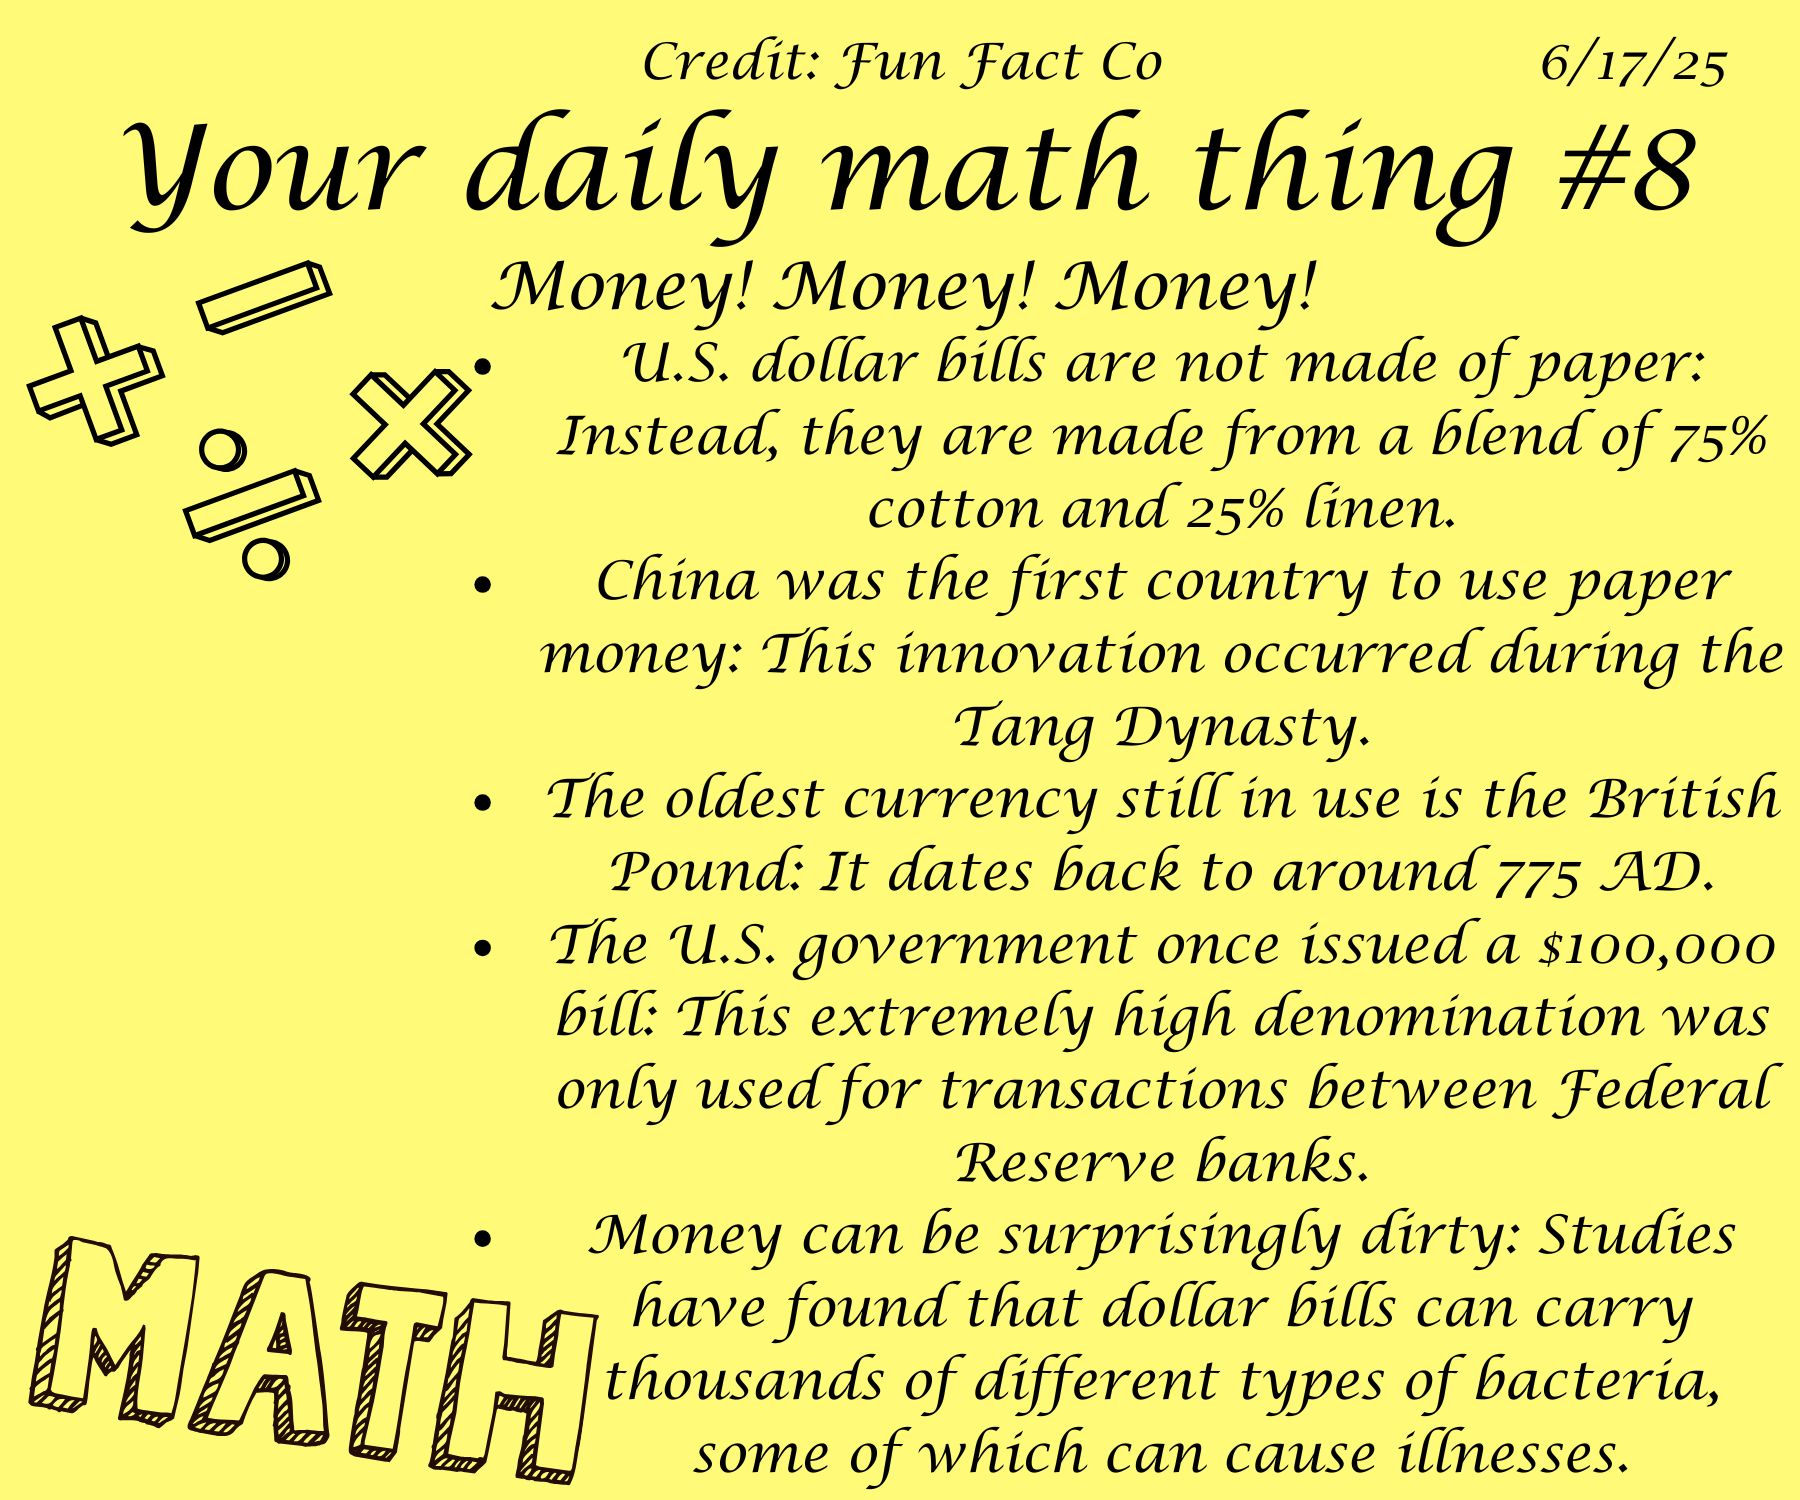 Credit: Fun Fact Co
6/17/25
Your daily math thing #8
Money! Money! Money!
• U.S. dollar bills are not made of paper:
Instead, they are made from a blend of 75%
cotton and 25% linen.
• China was the first country to use paper
money: This innovation occurred during the
Tang Dynasty.
• The oldest currency still in use is the British
Pound: It dates back to around 775 AD.
• The U.S. government once issued a $100,000
bill: This extremely high denomination was
only used for transactions between Federal
Reserve banks.
• Money can be surprisingly dirty: Studies
have found that dollar bills can carry
thousands of different types of bacteria,
some of which can cause illnesses.
MATH